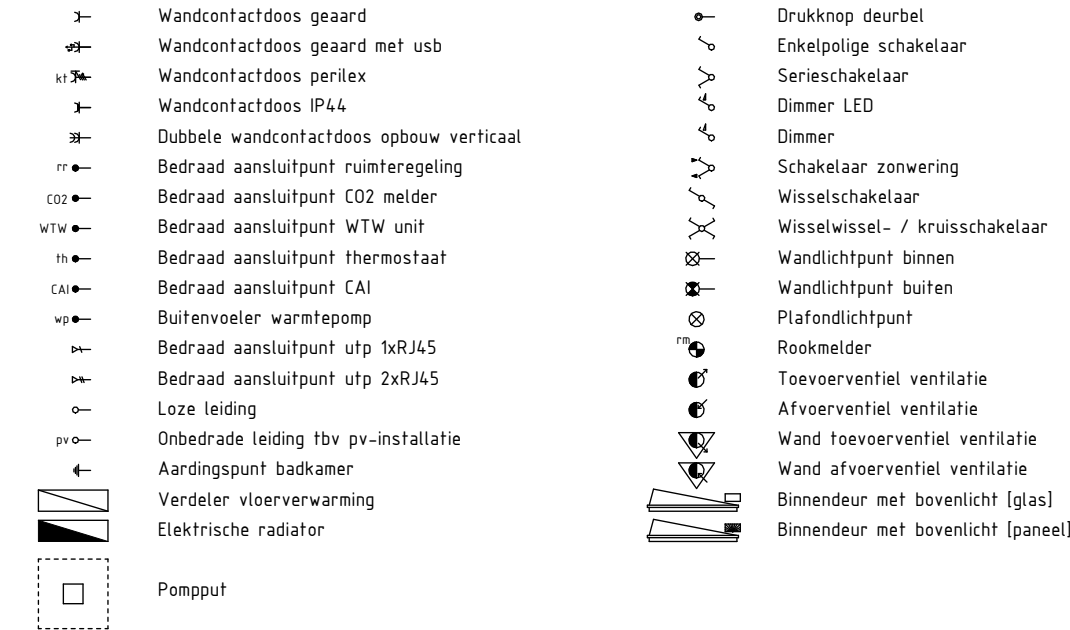 Wandcontactdoos geaard
Wandcontactdoos geaard met usb
kt Wandcontactdoos perilex
Wandcontactdoos IP44
Dubbele wandcontactdoos opbouw verticaal
rr Bedraad aansluitpunt ruimteregeling
CO2 Bedraad aansluitpunt CO2 melder
WTW Bedraad aansluitpunt WTW unit
th Bedraad aansluitpunt thermostaat
CAI Bedraad aansluitpunt CAI
wp Buitenvoeler warmtepomp
Bedraad aansluitpunt utp 1xRJ45
Bedraad aansluitpunt utp 2xRJ45
Loze leiding
pv Onbedrade leiding tbv pv-installatie
Aardingspunt badkamer
Verdeler vloerverwarming
Elektrische radiator
Pompput
Drukknop deurbel
Enkelpolige schakelaar
Serieschakelaar
Dimmer LED
Dimmer
Schakelaar zonwering
Wisselschakelaar
Wisselwissel- / kruisschakelaar
Wandlichtpunt binnen
Wandlichtpunt buiten
Plafondlichtpunt
rm Rookmelder
Toevoerventiel ventilatie
Afvoerventiel ventilatie
Wand toevoerventiel ventilatie
Wand afvoerventiel ventilatie
Binnendeur met bovenlicht [glas]
Binnendeur met bovenlicht [paneel]